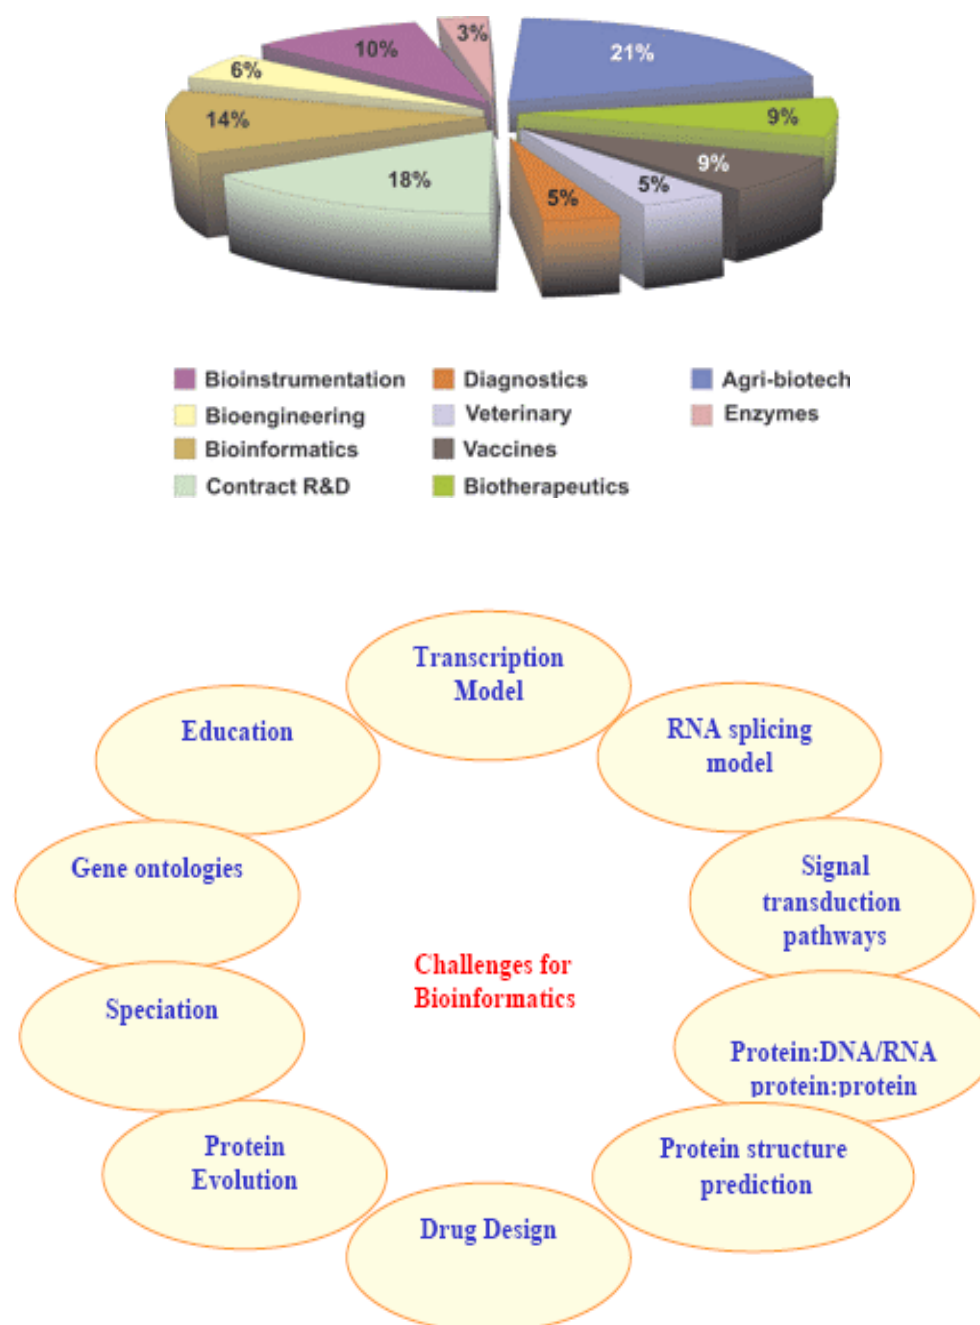 3%
10%
21%
6%
9%
14%
9%
18%
5%
5%
Bioinstrumentation
Bioengineering
Bioinformatics
Contract R&D
Diagnostics
Veterinary
Vaccines
Biotherapeutics
Agri-biotech
Enzymes
Transcription
Model
RNA splicing
model
Signal
transduction
pathways
Protein:DNA/RNA
protein:protein
Protein structure
prediction
Drug Design
Protein
Evolution
Speciation
Gene ontologies
Education
Challenges for
Bioinformatics